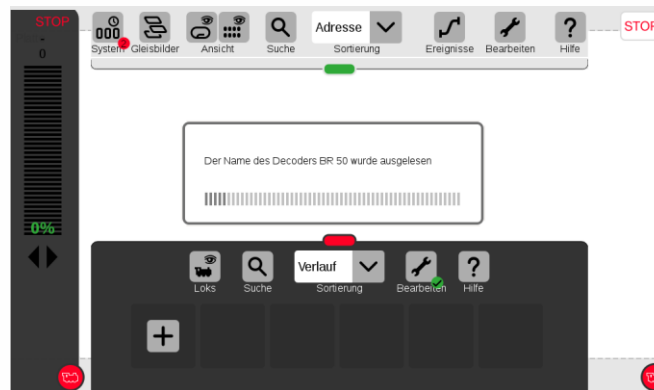 STOP
0
0%
System
2
Gleisbilder
Ansicht
Suche
Adresse
Sortierung
Ereignisse
Bearbeiten
?
Hilfe
STOP
Der Name des Decoders BR 50 wurde ausgelesen
Loks
Suche
Verlauf
Sortierung
Bearbeiten
?
Hilfe